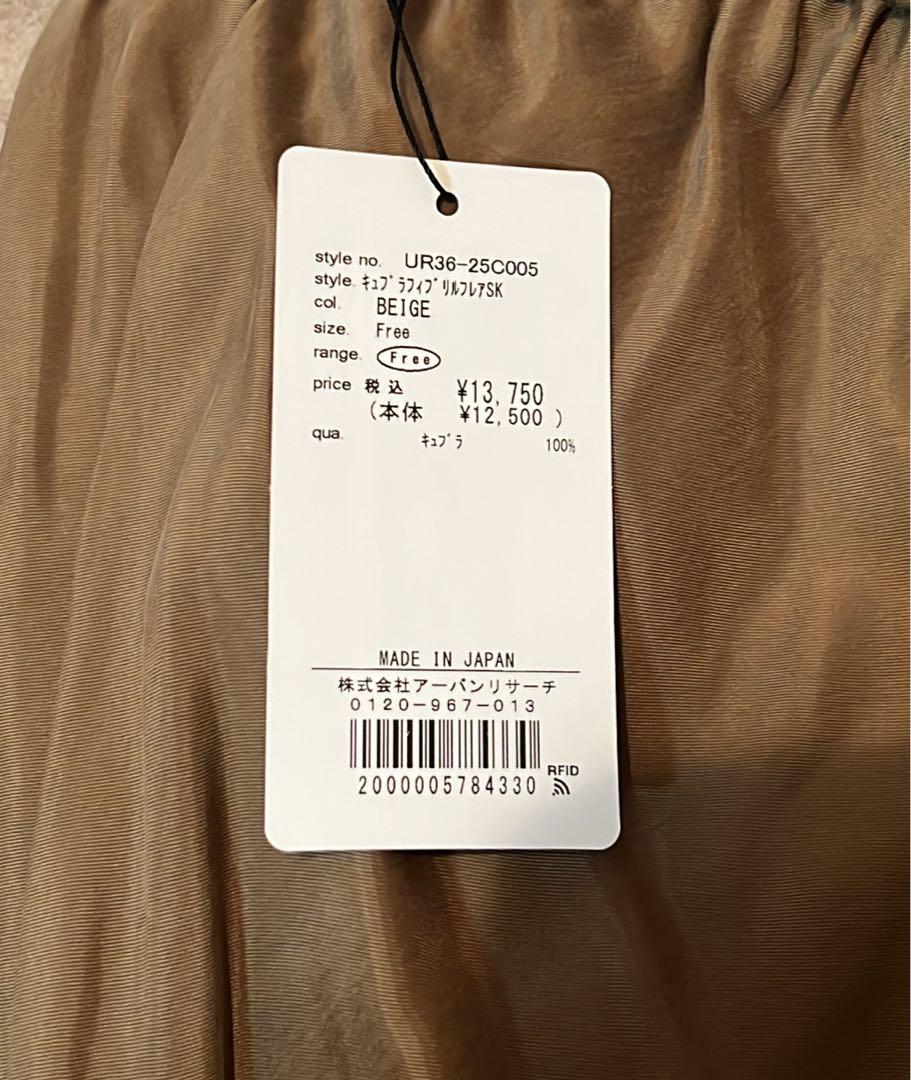 style no. UR36-25C005
style. ｷｭﾌﾟﾗﾌｨﾌﾞﾘﾙﾌﾚｱSK
col. BEIGE
size. Free
range. Free
price 税込 ¥13,750
(本体 ¥12,500 )
qua. ｷｭﾌﾟﾗ 100%
MADE IN JAPAN
株式会社アーバンリサーチ
0120-967-013
RFID
2000005784330